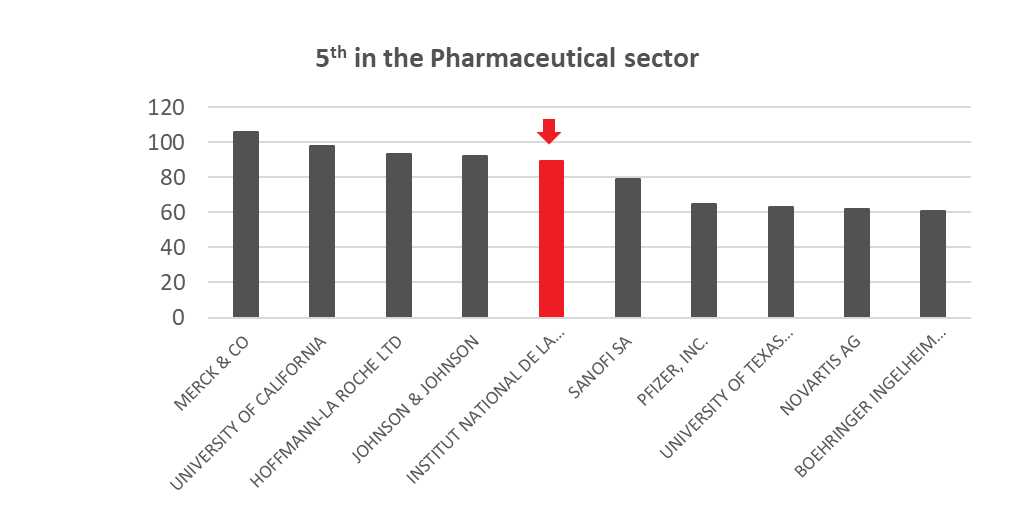 5th in the Pharmaceutical sector
120
100
80
60
40
20
0
MERCK & CO
UNIVERSITY OF CALIFORNIA
HOFFMANN-LA ROCHE LTD
JOHNSON & JOHNSON
INSTITUT NATIONAL DE LA...
SANOFI SA
PFIZER, INC.
UNIVERSITY OF TEXAS...
NOVARTIS AG
BOEHRINGER INGELHEIM...